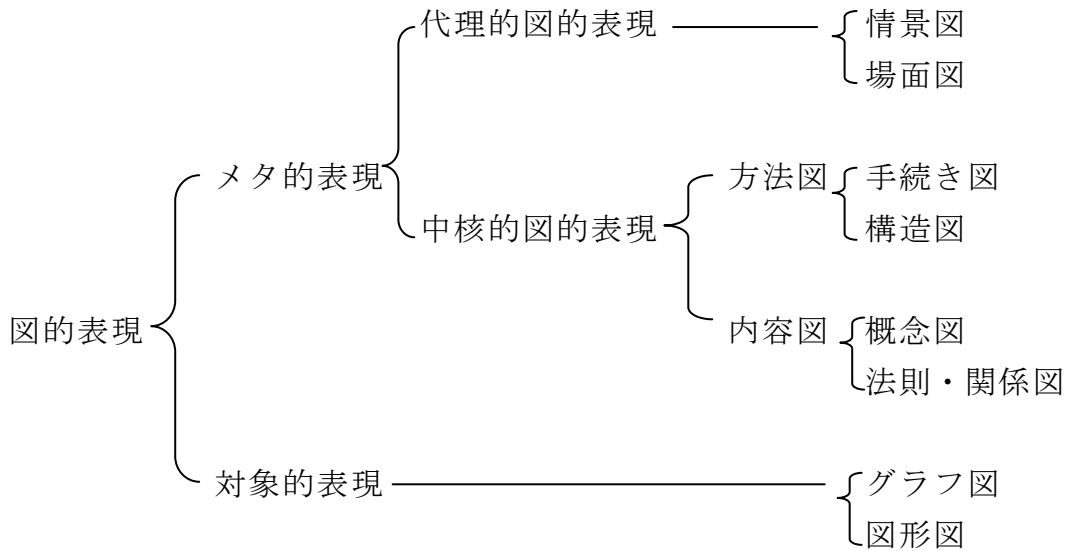 代理的図的表現
情景図
場面図
メタ的表現
方法図
手続き図
中核的図的表現
構造図
図的表現
内容図
概念図
法則・関係図
対象的表現
グラフ図
図形図